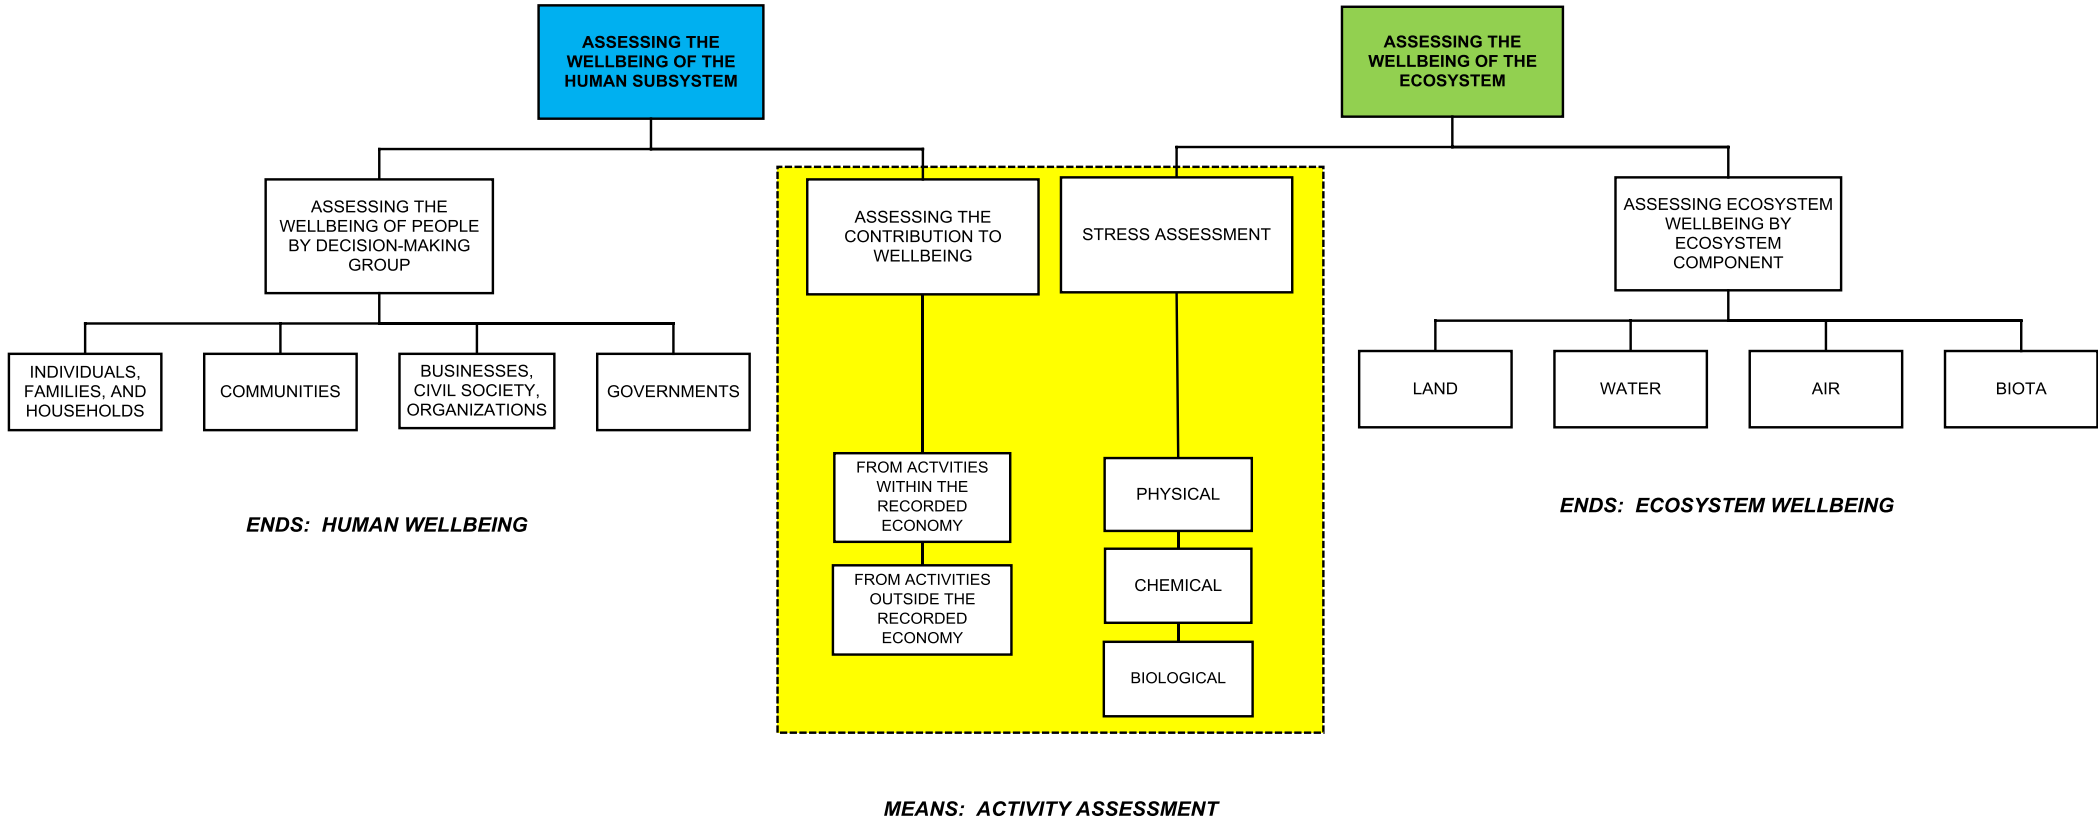 ASSESSING THE
WELLBEING OF THE
HUMAN SUBSYSTEM
ASSESSING THE
WELLBEING OF THE
ECOSYSTEM
ASSESSING THE
WELLBEING OF PEOPLE
BY DECISION-MAKING
GROUP
ASSESSING THE
CONTRIBUTION TO
WELLBEING
STRESS ASSESSMENT
ASSESSING ECOSYSTEM
WELLBEING BY
ECOSYSTEM
COMPONENT
INDIVIDUALS,
FAMILIES, AND
HOUSEHOLDS
COMMUNITIES
BUSINESSES,
CIVIL SOCIETY,
ORGANIZATIONS
GOVERNMENTS
LAND
WATER
AIR
BIOTA
FROM ACTVITIES
WITHIN THE
RECORDED
ECONOMY
PHYSICAL
ENDS:  HUMAN WELLBEING
ENDS:  ECOSYSTEM WELLBEING
FROM ACTIVITIES
OUTSIDE THE
RECORDED
ECONOMY
CHEMICAL
BIOLOGICAL
MEANS:  ACTIVITY ASSESSMENT